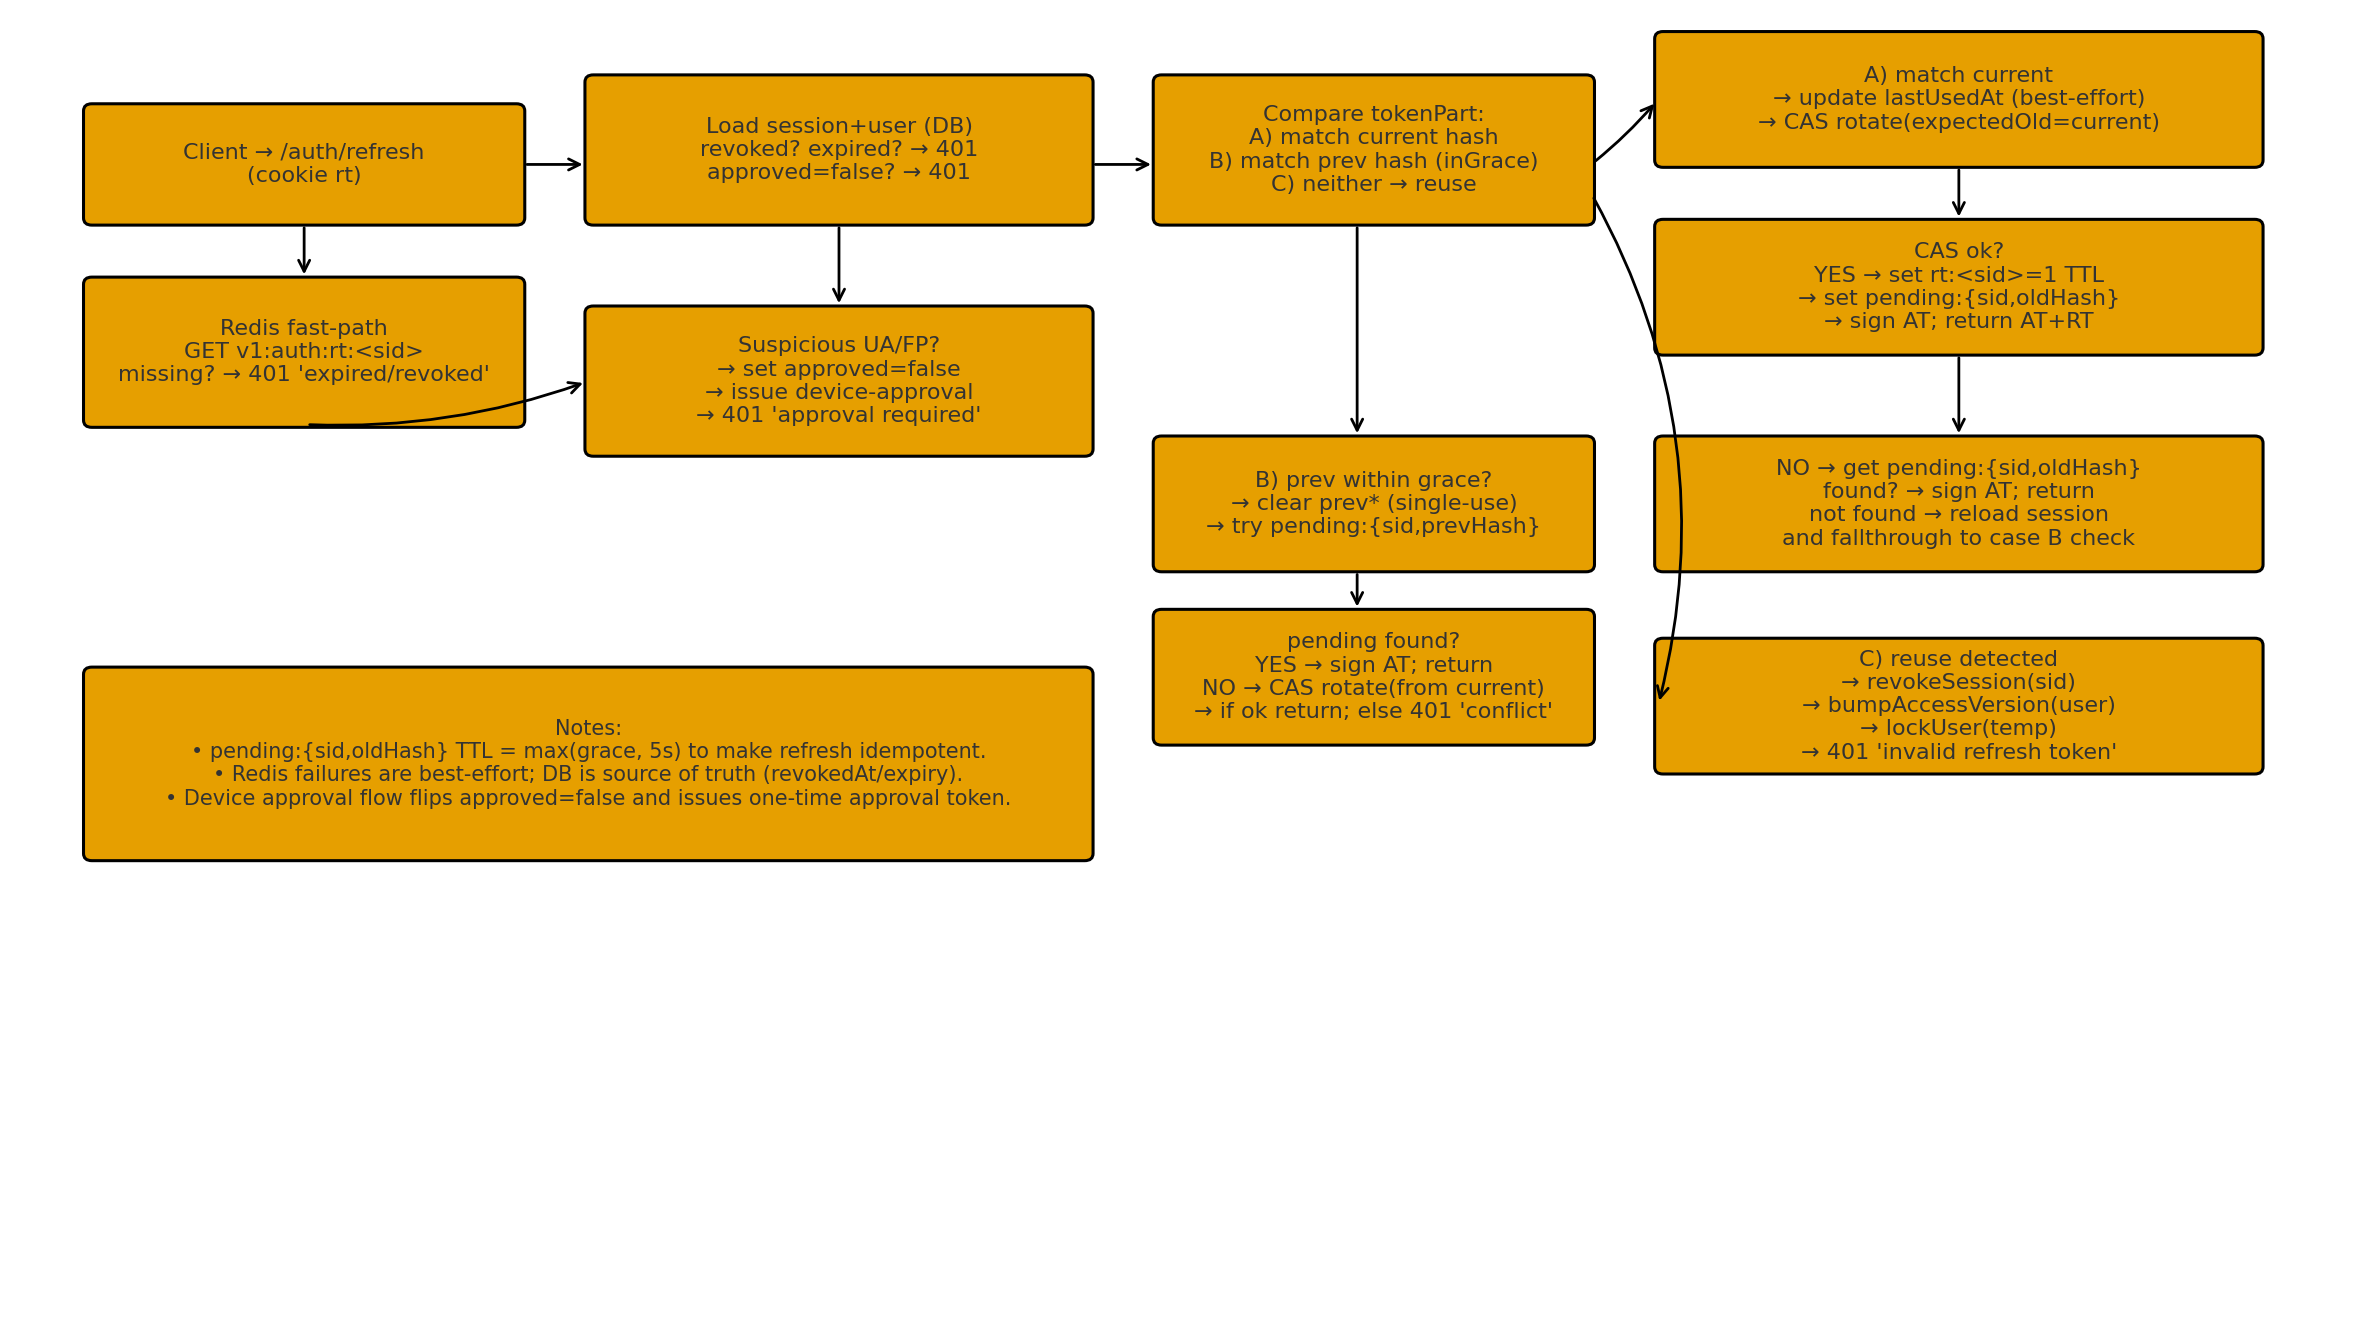 Client → /auth/refresh
(cookie rt)
Redis fast-path
GET v1:auth:rt:<sid>
missing? → 401 'expired/revoked'
Load session+user (DB)
revoked? expired? → 401
approved=false? → 401
Suspicious UA/FP?
→ set approved=false
→ issue device-approval
→ 401 'approval required'
Compare tokenPart:
A) match current hash
B) match prev hash (inGrace)
C) neither → reuse
A) match current
→ update lastUsedAt (best-effort)
→ CAS rotate(expectedOld=current)
CAS ok?
YES → set rt:<sid>=1 TTL
→ set pending:{sid,oldHash}
→ sign AT; return AT+RT
NO → get pending:{sid,oldHash}
found? → sign AT; return
not found → reload session
and fallthrough to case B check
B) prev within grace?
→ clear prev* (single-use)
→ try pending:{sid,prevHash}
pending found?
YES → sign AT; return
NO → CAS rotate(from current)
→ if ok return; else 401 'conflict'
C) reuse detected
→ revokeSession(sid)
→ bumpAccessVersion(user)
→ lockUser(temp)
→ 401 'invalid refresh token'
Notes:
• pending:{sid,oldHash} TTL = max(grace, 5s) to make refresh idempotent.
• Redis failures are best-effort; DB is source of truth (revokedAt/expiry).
• Device approval flow flips approved=false and issues one-time approval token.